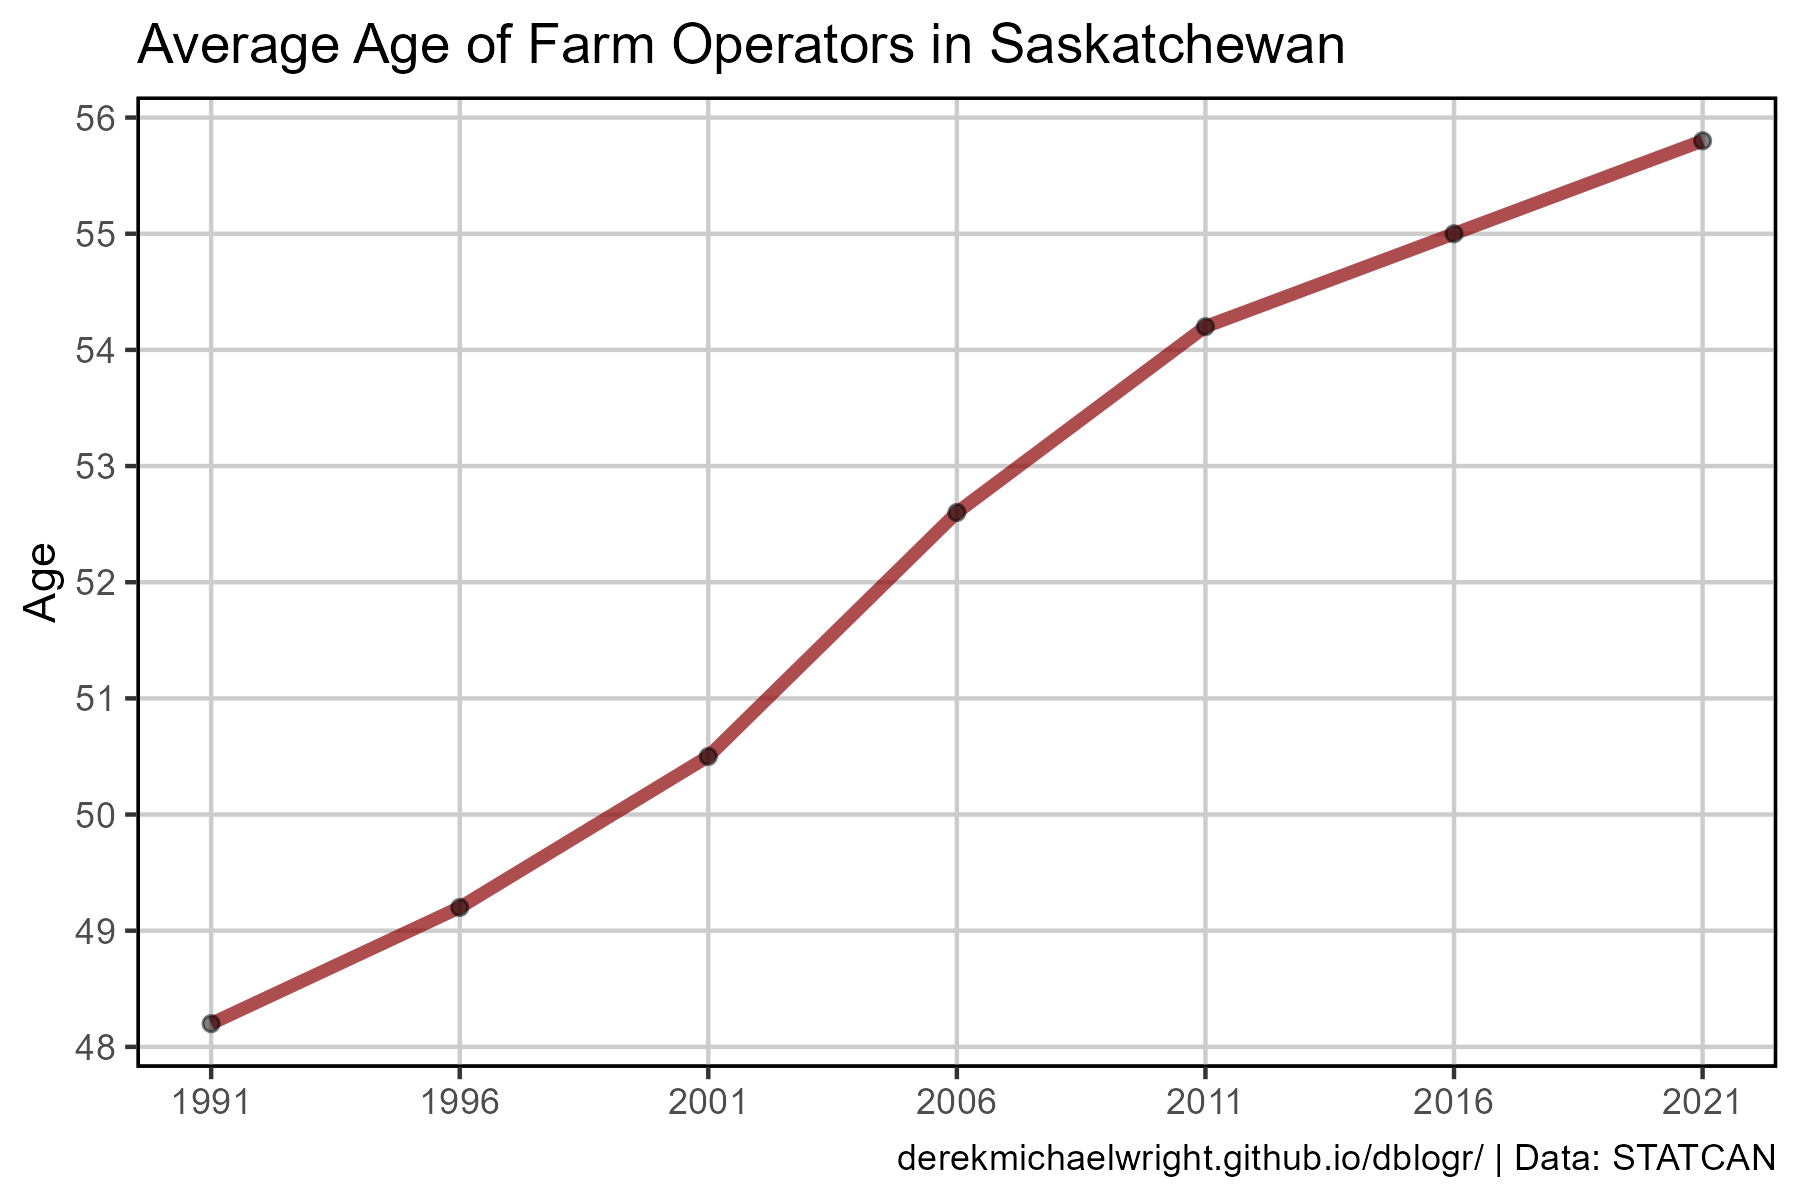 Average Age of Farm Operators in Saskatchewan
56
55
54
53
52
51
50
49
48
Age
1991 1996 2001 2006 2011 2016 2021
derekmichaelwright.github.io/dblogr/ | Data: STATCAN